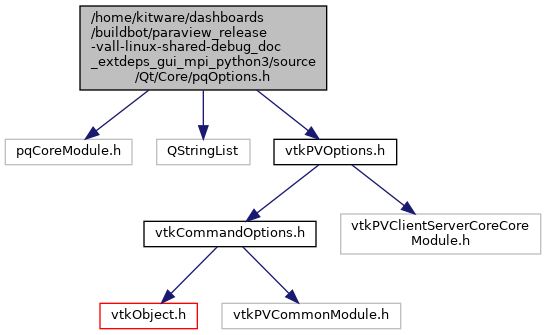 /home/kitware/dashboards
/buildbot/paraview_release
-vall-linux-shared-debug_doc
_extdeps_gui_mpi_python3/source
/Qt/Core/pqOptions.h
pqCoreModule.h
QStringList
vtkPVOptions.h
vtkCommandOptions.h
vtkPVClientServerCoreCore
Module.h
vtkObject.h
vtkPVCommonModule.h